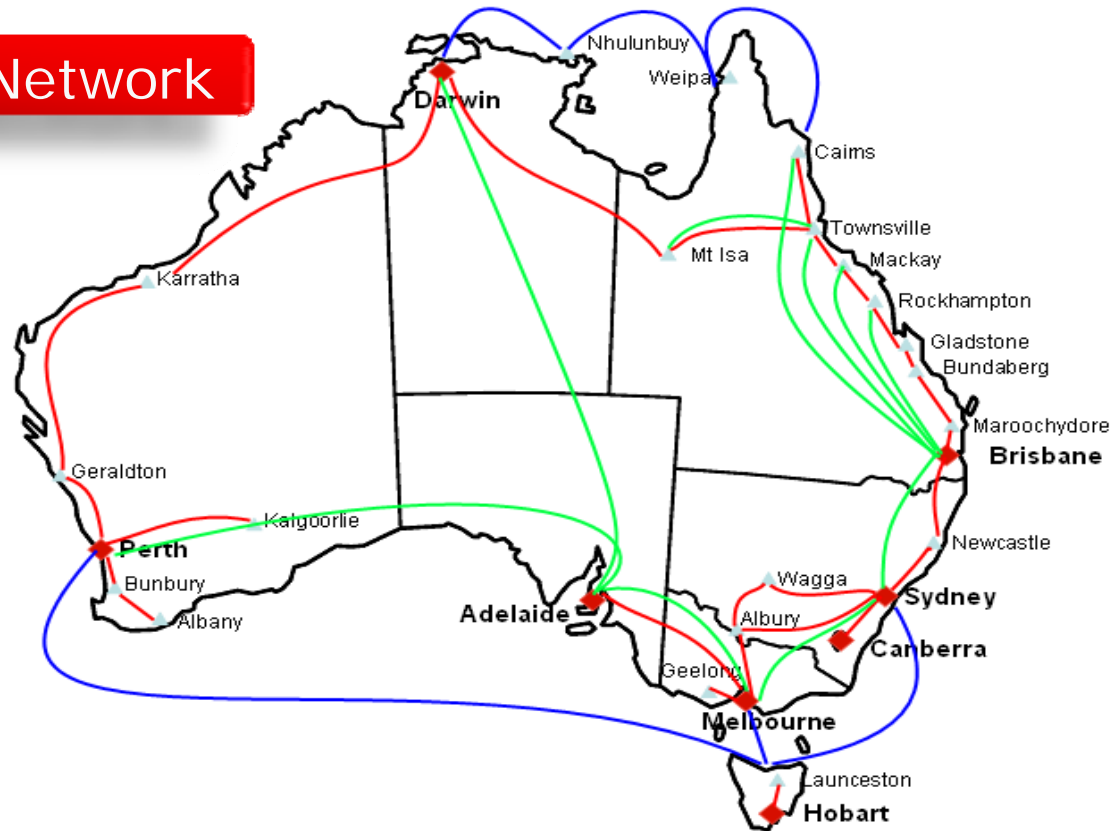 Network
Nhulunbuy
Weipa
Darwin
Cairns
Townsville
Mt Isa
Mackay
Karratha
Rockhampton
Gladstone
Bundaberg
Maroochydore
Brisbane
Geraldton
Kalgoorlie
Perth
Newcastle
Bunbury
Wagga
Sydney
Adelaide
Albany
Albury
Canberra
Geelong
Melbourne
Launceston
Hobart